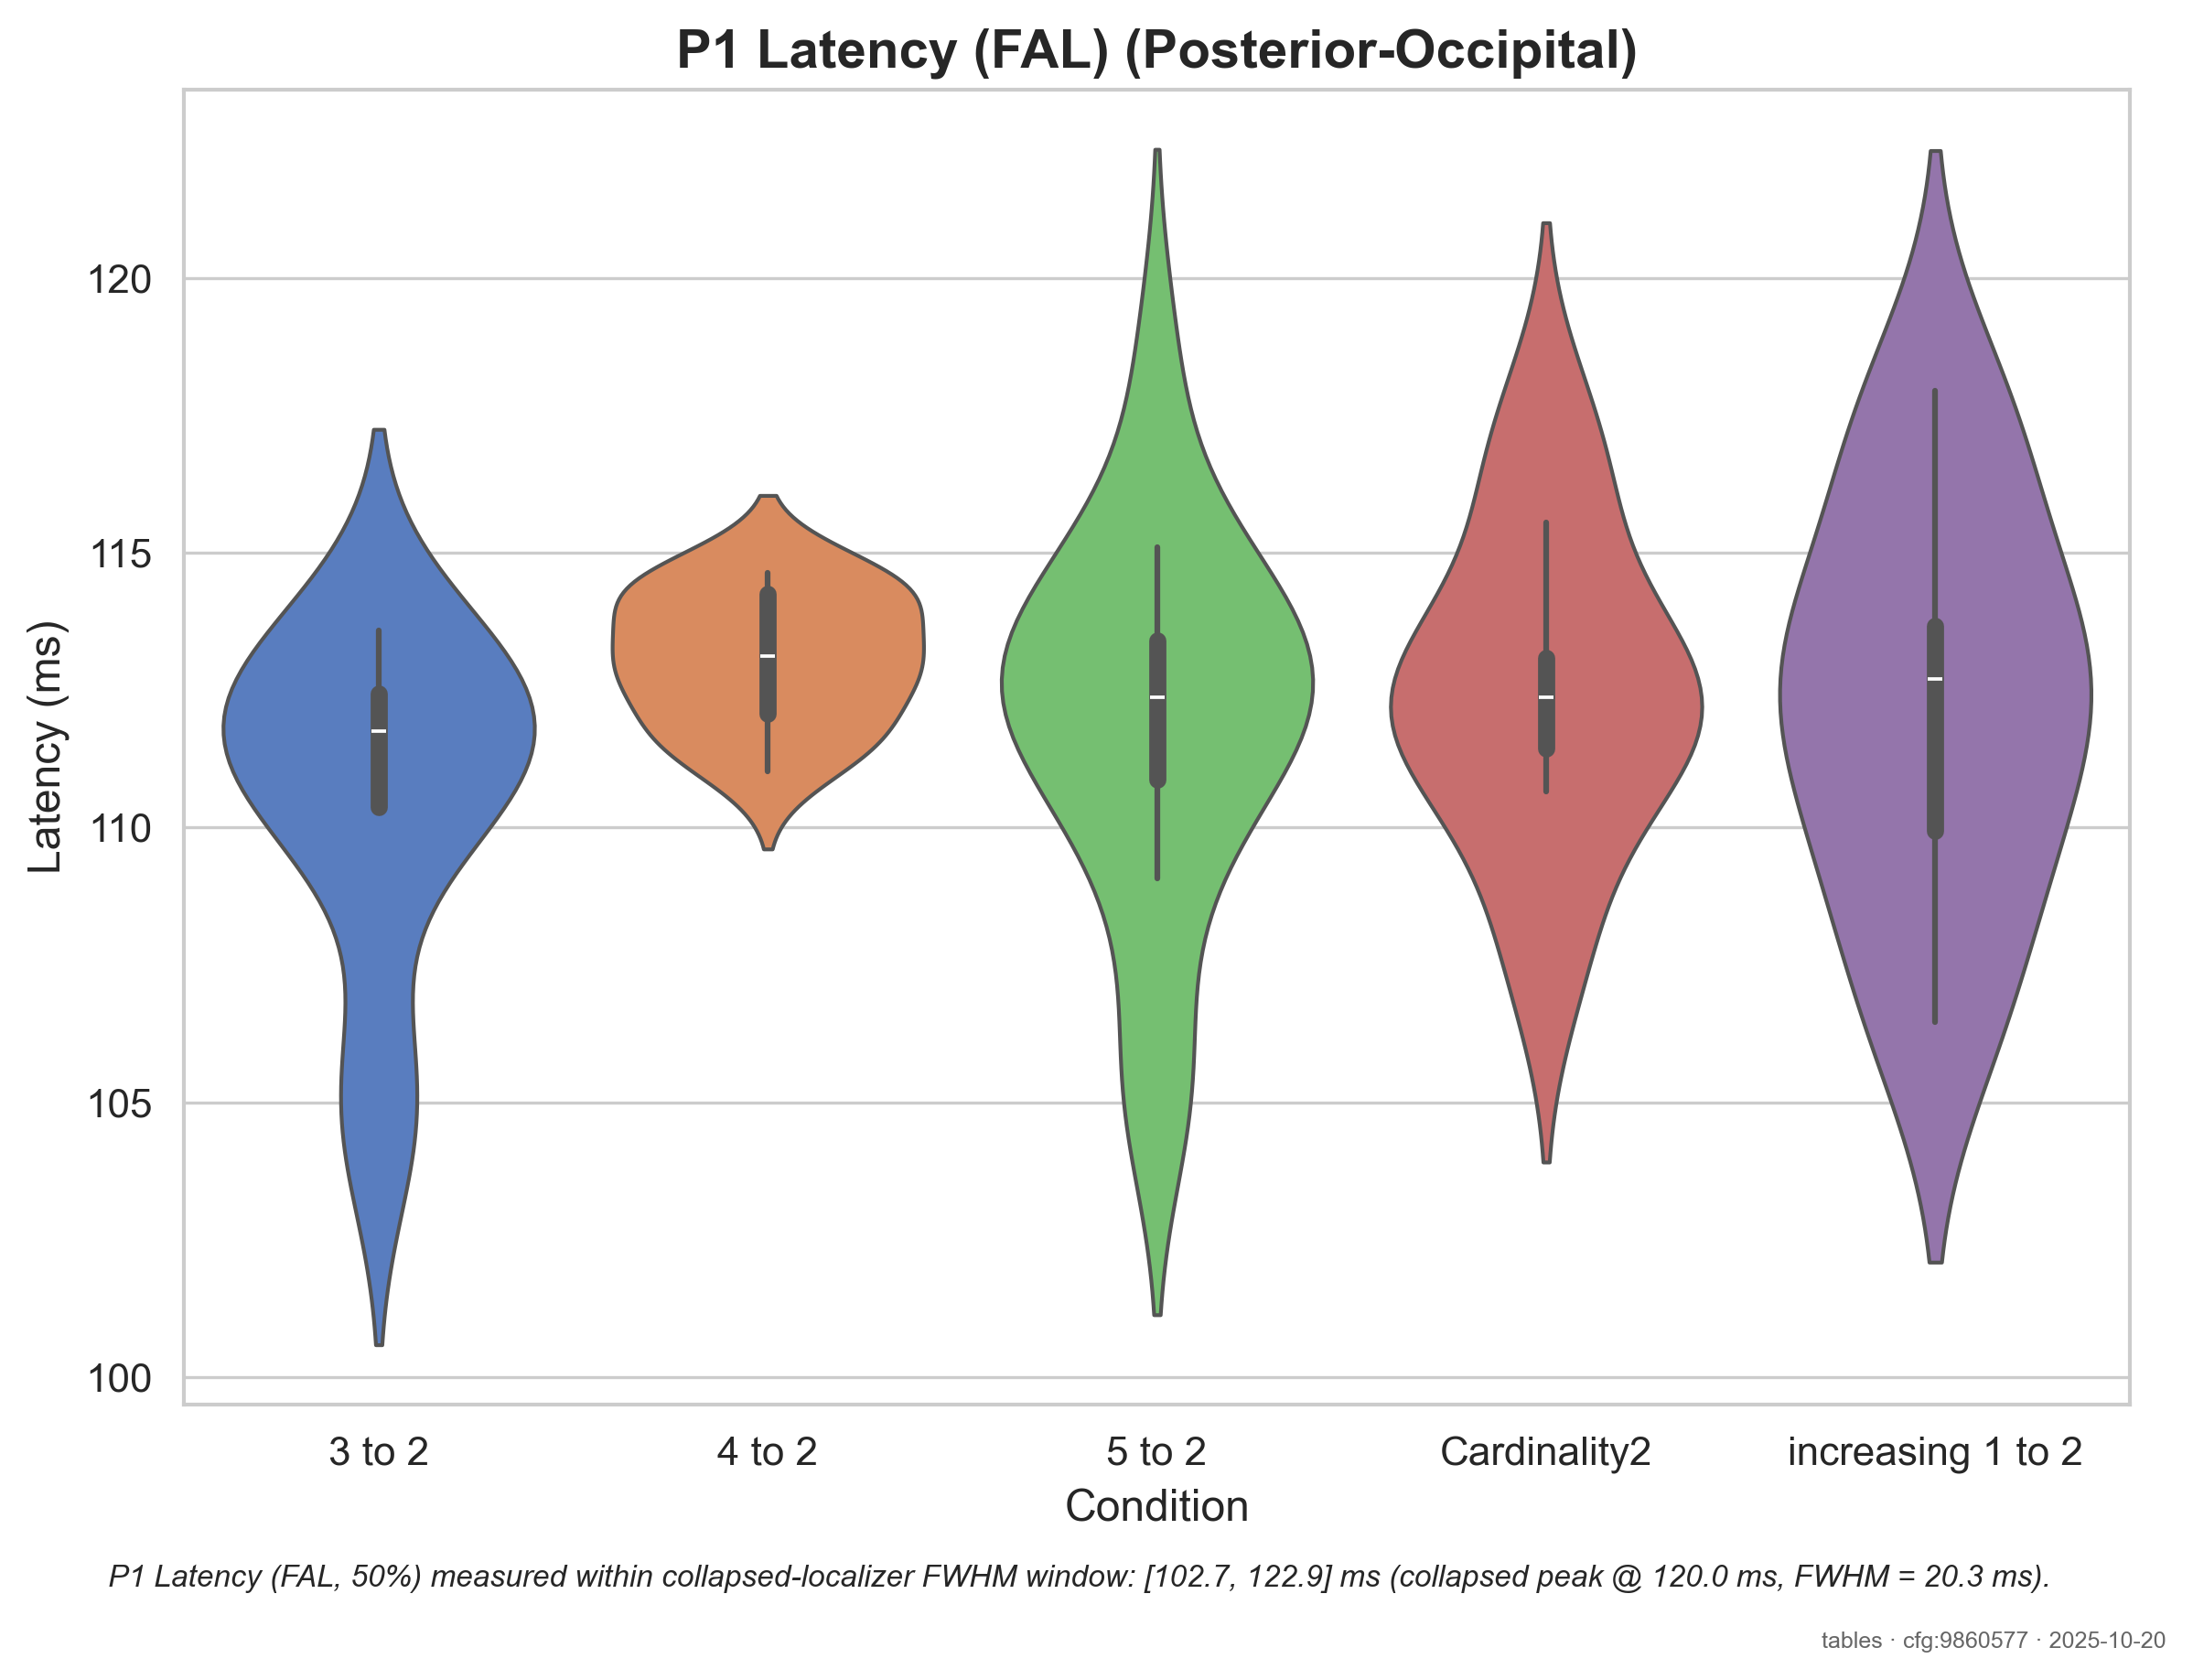 P1 Latency (FAL) (Posterior-Occipital)
Latency (ms)
120
115
110
105
100
3 to 2
4 to 2
5 to 2
Cardinality2
increasing 1 to 2
Condition
P1 Latency (FAL, 50%) measured within collapsed-localizer FWHM window: [102.7, 122.9] ms (collapsed peak @ 120.0 ms, FWHM = 20.3 ms).
tables · cfg:9860577 · 2025-10-20